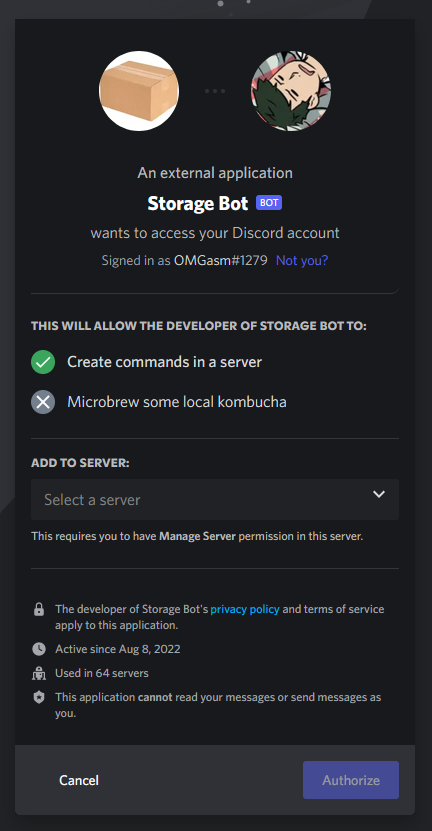 An external application
Storage Bot BOT
wants to access your Discord account
Signed in as OMGasm#1279 Not you?
THIS WILL ALLOW THE DEVELOPER OF STORAGE BOT TO:
Create commands in a server
Microbrew some local kombucha
ADD TO SERVER:
Select a server
This requires you to have Manage Server permission in this server.
The developer of Storage Bot's privacy policy and terms of service
apply to this application.
Active since Aug 8, 2022
Used in 64 servers
This application cannot read your messages or send messages as
you.
Cancel
Authorize